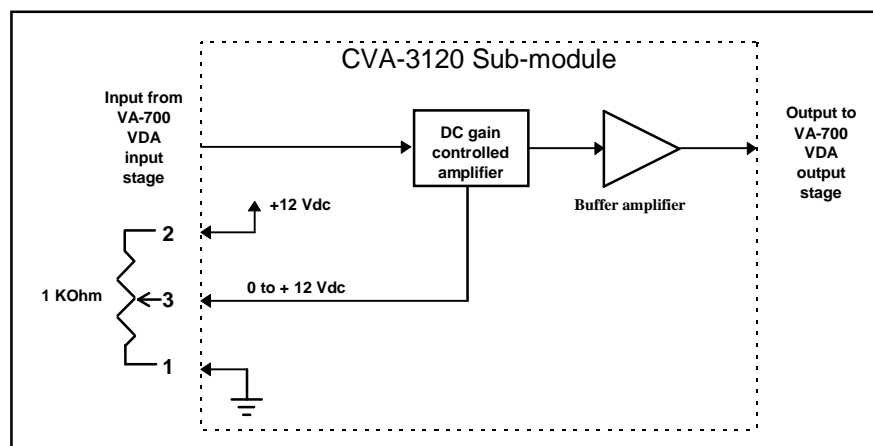 CVA-3120 Sub-module
Input from
VA-700
VDA
input
stage
DC gain
controlled
amplifier
Buffer amplifier
Output to
VA-700
VDA
output
stage
+12 Vdc
2
0 to + 12 Vdc
1 KOhm
3
1